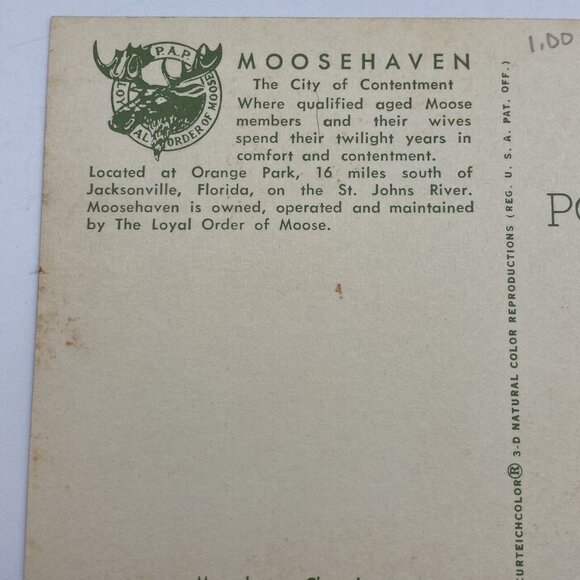 P.A.P.
LOYAL ORDER OF MOOSE
MOOSEHAVEN
The City of Contentment
Where qualified aged Moose
members and their wives
spend their twilight years in
comfort and contentment.
Located at Orange Park, 16 miles south of
Jacksonville, Florida, on the St. Johns River.
Moosehaven is owned, operated and maintained
by The Loyal Order of Moose.
1.00
PO
CURTEICHCOLOR® 3-D NATURAL COLOR REPRODUCTIONS (REG. U. S. A. PAT. OFF.)